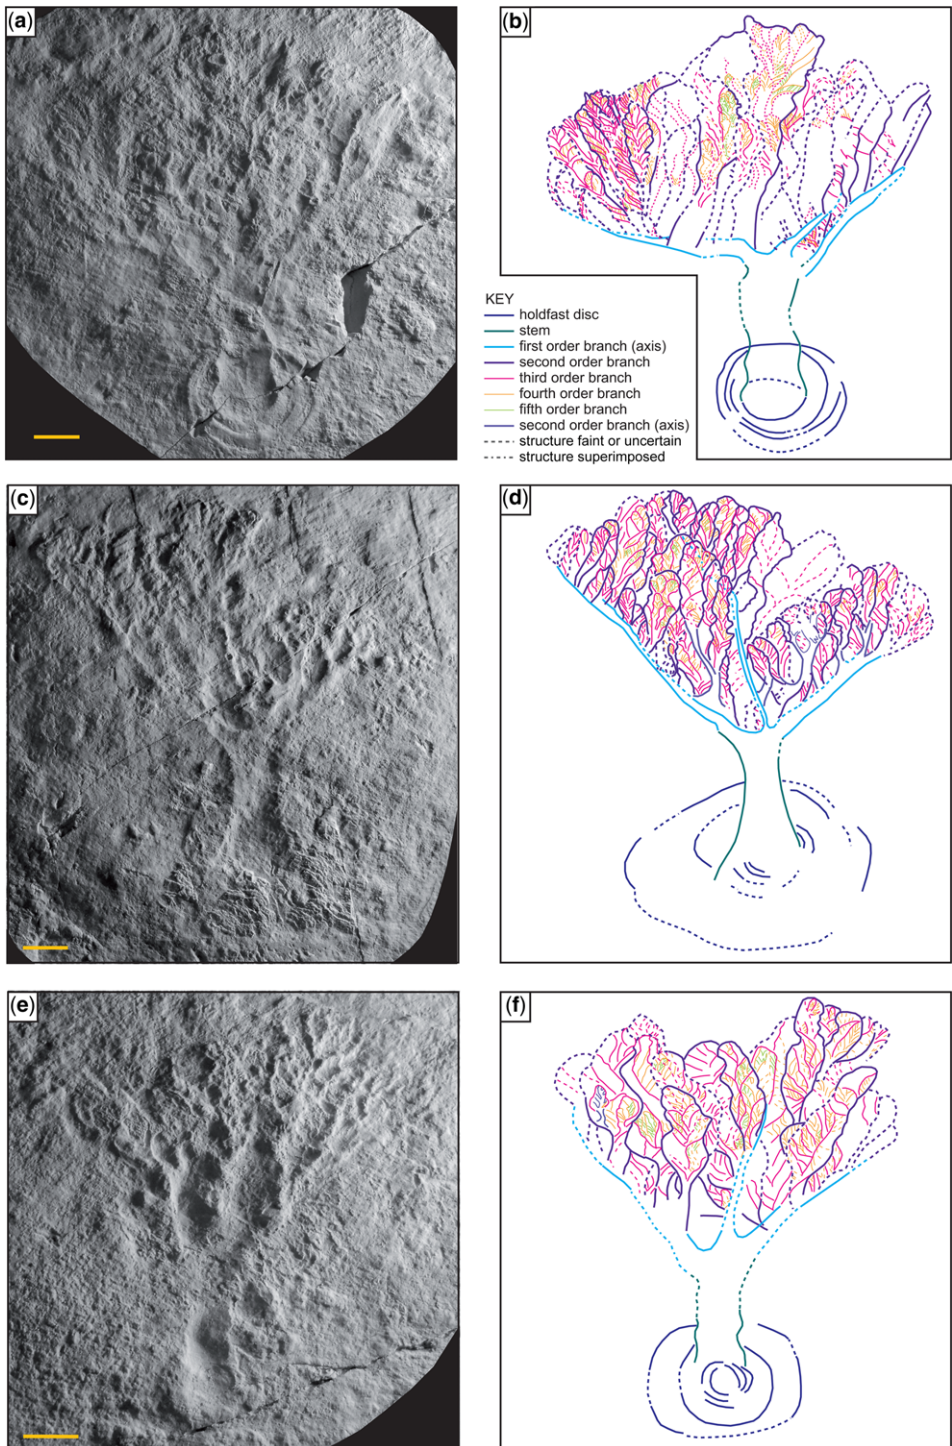 (a)
(b)
KEY
holdfast disc
stem
first order branch (axis)
second order branch
third order branch
fourth order branch
fifth order branch
second order branch (axis)
structure faint or uncertain
structure superimposed
(c)
(d)
(e)
(f)